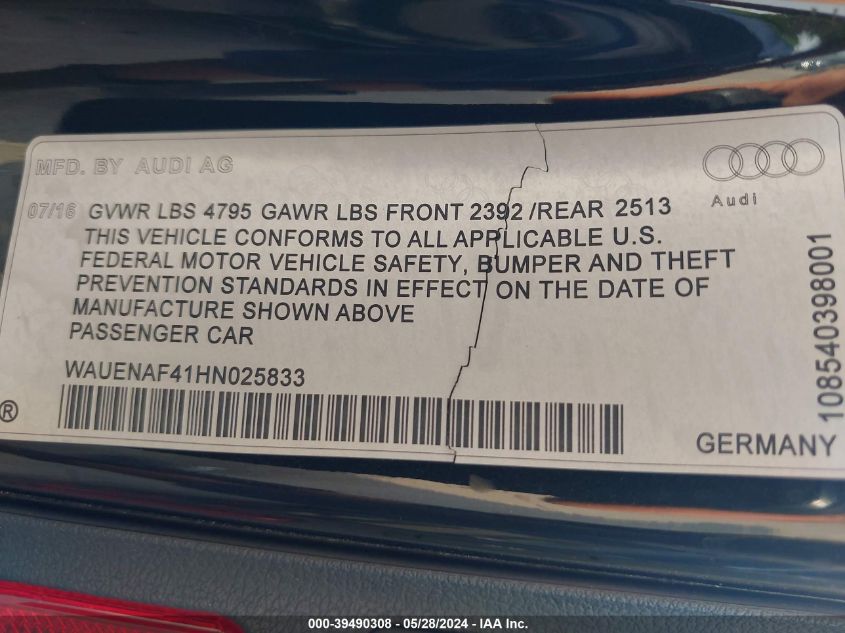 MFD. BY AUDI AG
Audi
07/16 GVWR LBS 4795 GAWR LBS FRONT 2392 /REAR 2513
THIS VEHICLE CONFORMS TO ALL APPLICABLE U.S.
FEDERAL MOTOR VEHICLE SAFETY, BUMPER AND THEFT
PREVENTION STANDARDS IN EFFECT ON THE DATE OF
MANUFACTURE SHOWN ABOVE
PASSENGER CAR
WAUENAF41HN025833
®
GERMANY
108540398001
000-39490308 - 05/28/2024 - IAA Inc.